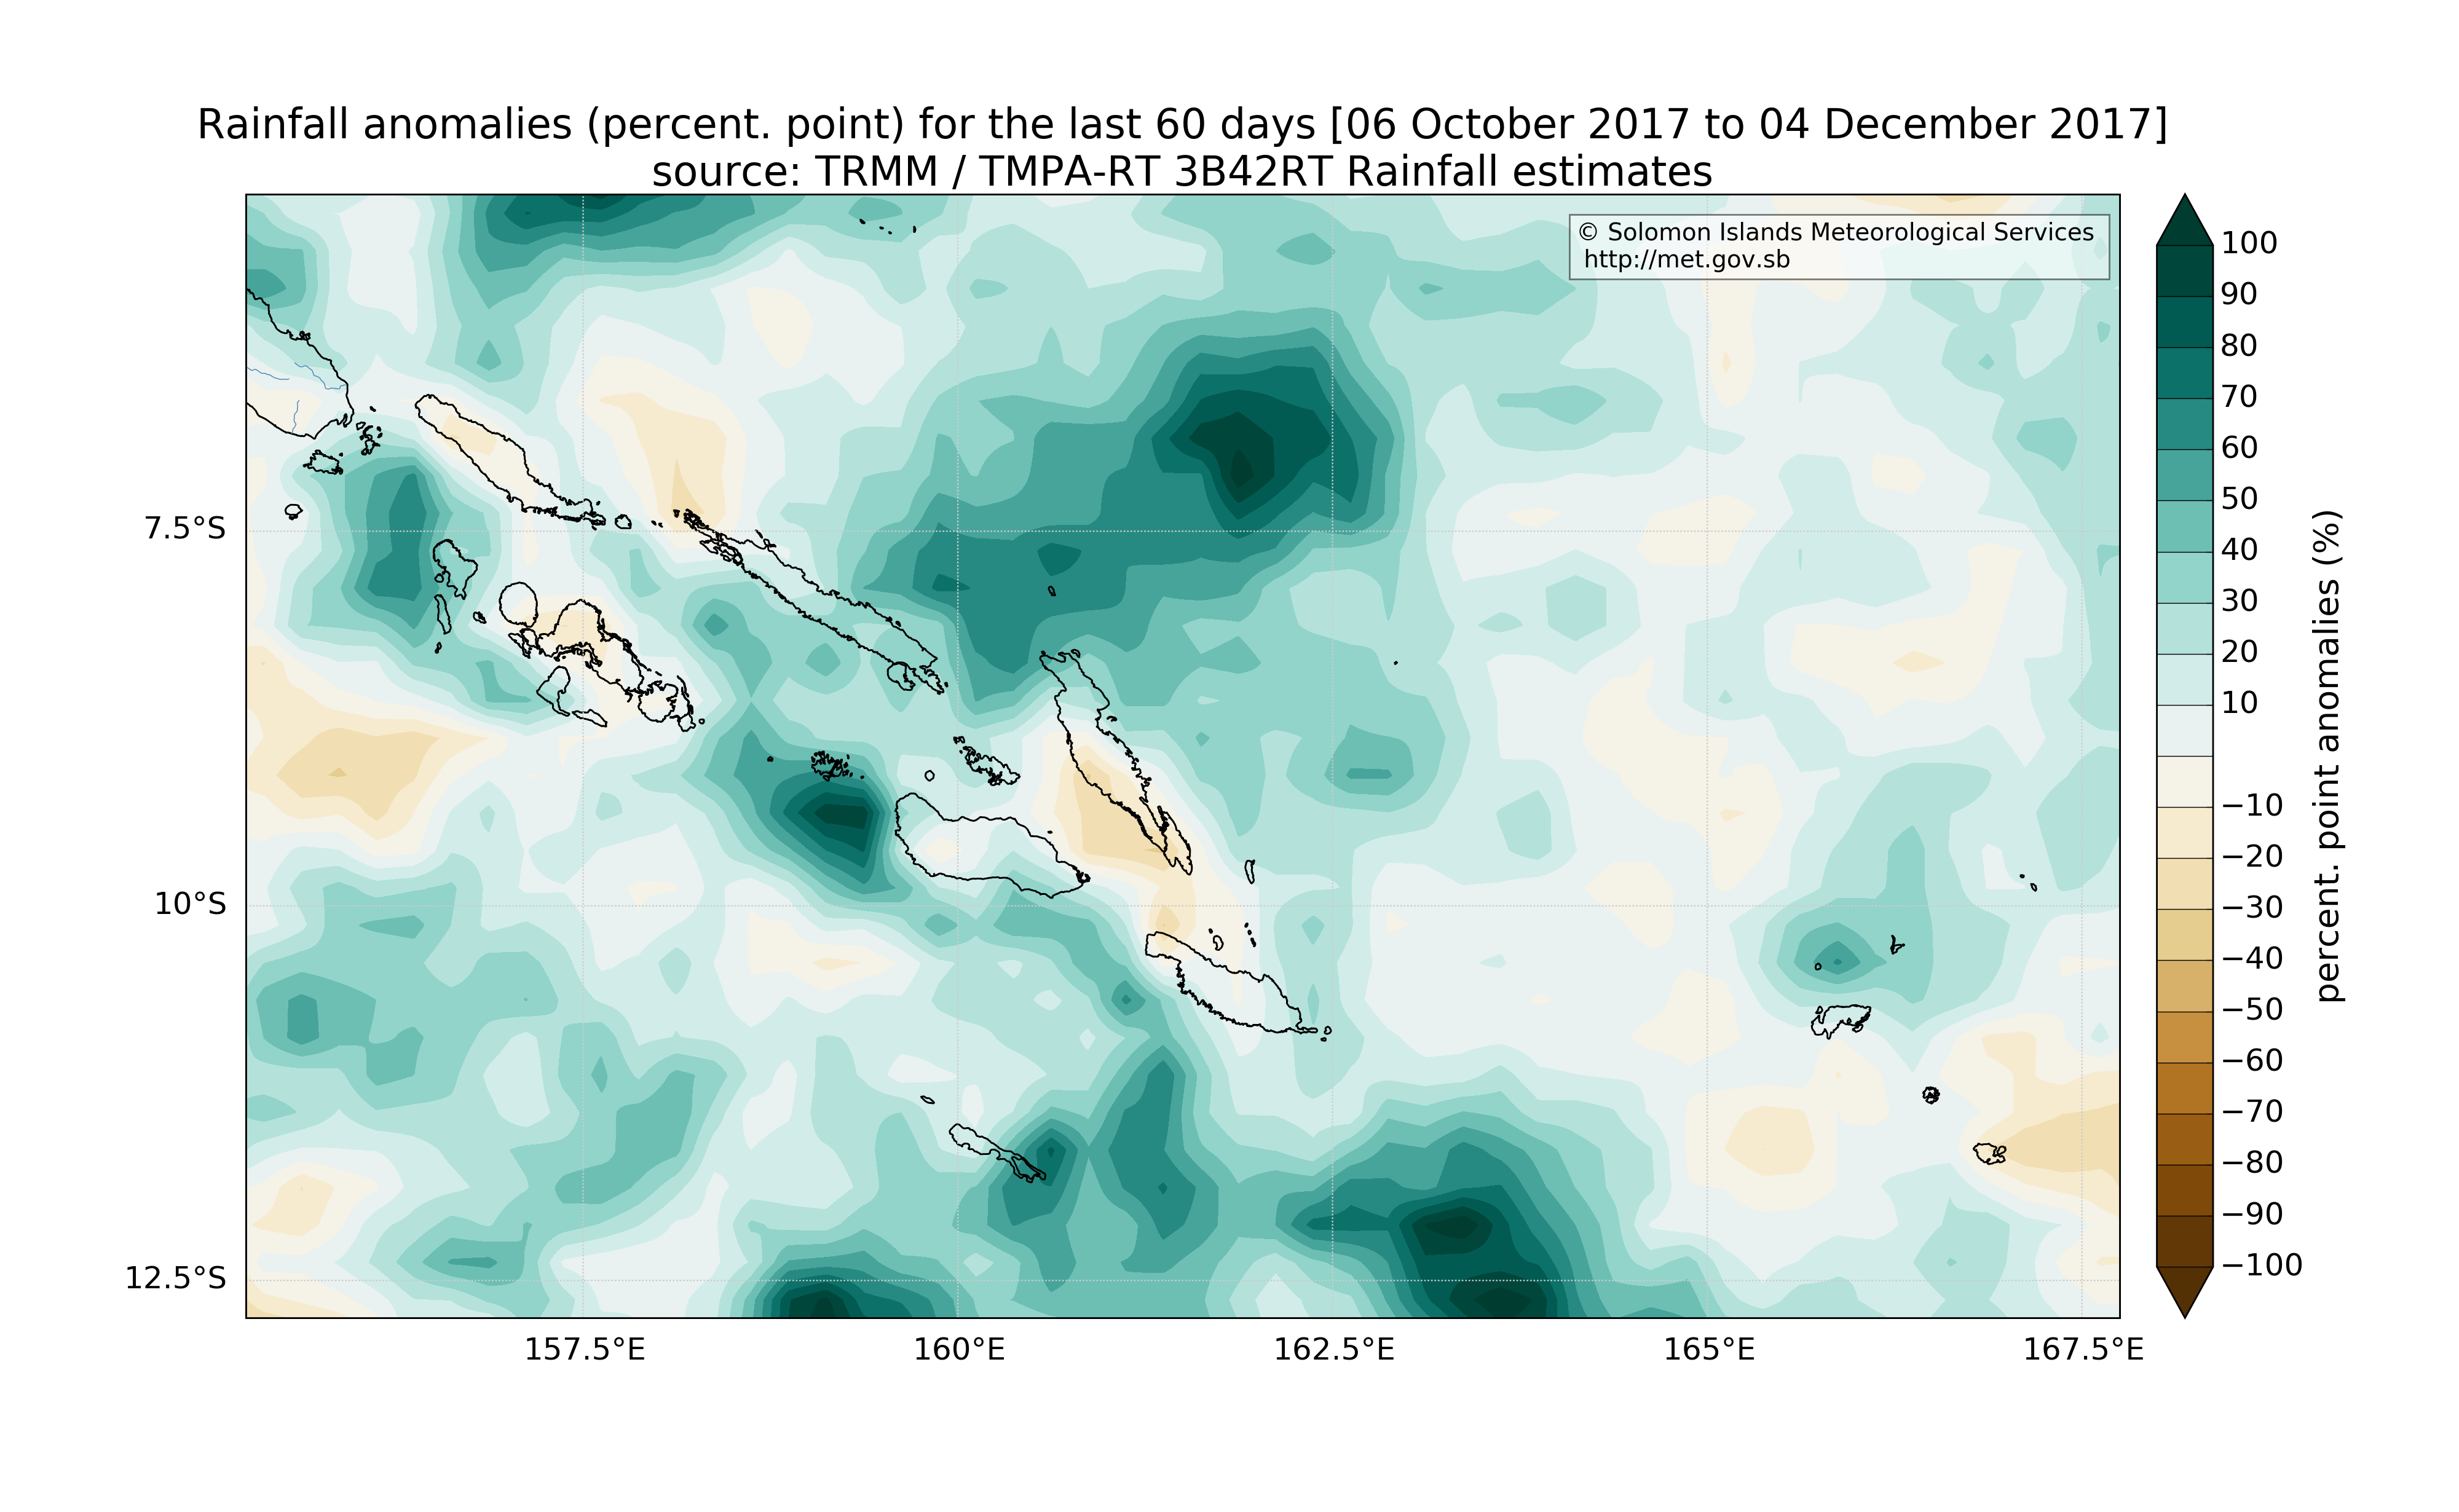 Rainfall anomalies (percent. point) for the last 60 days [06 October 2017 to 04 December 2017]
source: TRMM / TMPA-RT 3B42RT Rainfall estimates
© Solomon Islands Meteorological Services
http://met.gov.sb
7.5°S
10°S
12.5°S
157.5°E
160°E
162.5°E
165°E
167.5°E
100
90
80
70
60
50
40
30
20
10
−10
−20
−30
−40
−50
−60
−70
−80
−90
−100
percent. point anomalies (%)